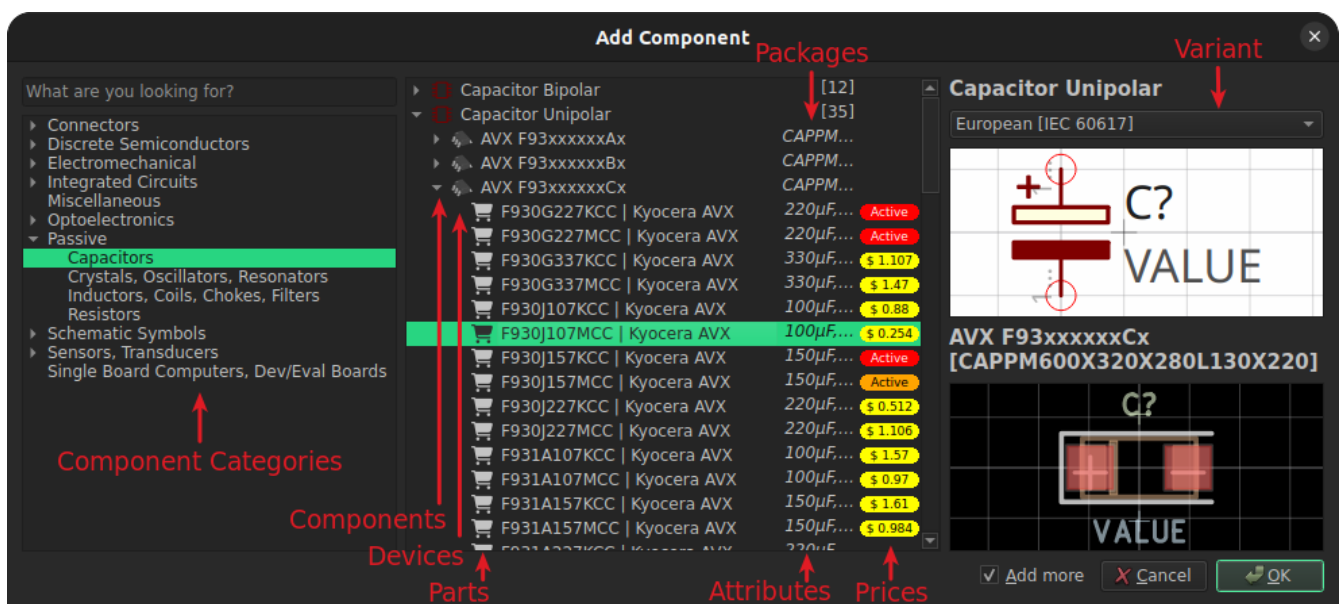 Add Component
Packages
Variant
What are you looking for?
Connectors
Discrete Semiconductors
Electromechanical
Integrated Circuits
Miscellaneous
Optoelectronics
Passive
Capacitors
Crystals, Oscillators, Resonators
Inductors, Coils, Chokes, Filters
Resistors
Schematic Symbols
Sensors, Transducers
Single Board Computers, Dev/Eval Boards
Component Categories
Capacitor Bipolar [12]
Capacitor Unipolar [35]
AVX F93xxxxxxAx CAPPM...
AVX F93xxxxxxBx CAPPM...
AVX F93xxxxxxCx CAPPM...
F930G227KCC | Kyocera AVX 220µF,... Active
F930G227MCC | Kyocera AVX 220µF,... Active
F930G337KCC | Kyocera AVX 330µF,... $ 1.107
F930G337MCC | Kyocera AVX 330µF,... $ 1.47
F930J107KCC | Kyocera AVX 100µF,... $ 0.88
F930J107MCC | Kyocera AVX 100µF,... $ 0.254
F930J157KCC | Kyocera AVX 150µF,... Active
F930J157MCC | Kyocera AVX 150µF,... Active
F930J227KCC | Kyocera AVX 220µF,... $ 0.512
F930J227MCC | Kyocera AVX 220µF,... $ 1.106
F931A107KCC | Kyocera AVX 100µF,... $ 1.57
F931A107MCC | Kyocera AVX 100µF,... $ 0.97
F931A157KCC | Kyocera AVX 150µF,... $ 1.61
F931A157MCC | Kyocera AVX 150µF,... $ 0.984
Components
Devices
Parts
Attributes
Prices
Capacitor Unipolar
European [IEC 60617]
C?
VALUE
AVX F93xxxxxxCx
[CAPPM600X320X280L130X220]
C?
VALUE
Add more
Cancel
OK